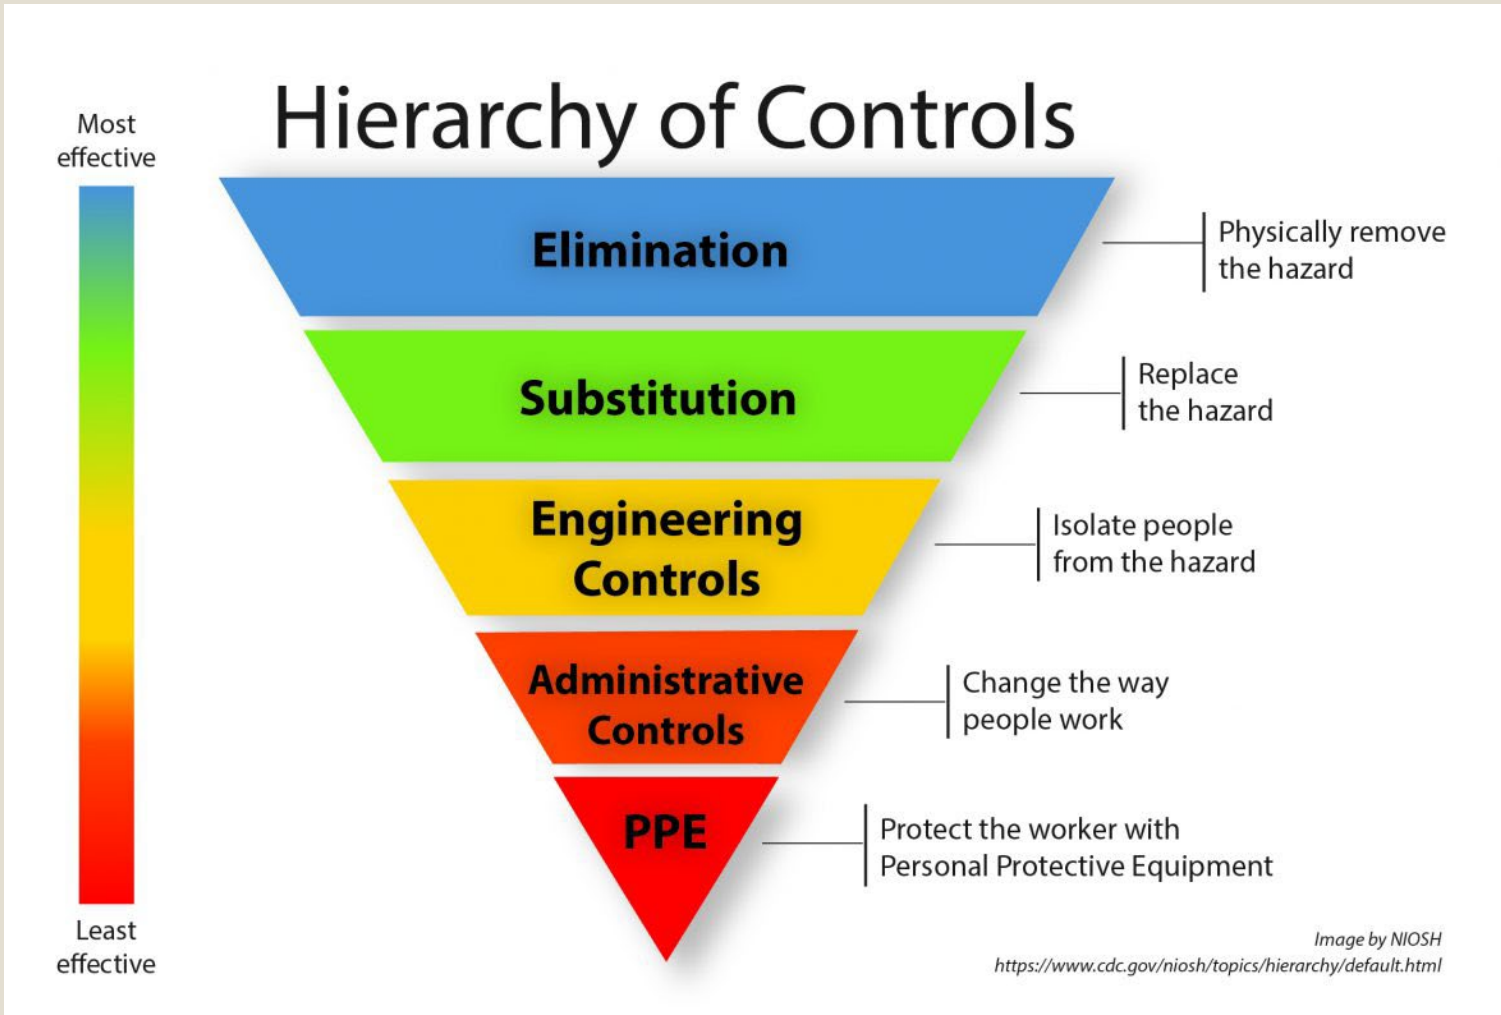 Hierarchy of Controls
Most
effective
Elimination
Physically remove
the hazard
Substitution
Replace
the hazard
Engineering
Controls
Isolate people
from the hazard
Administrative
Controls
Change the way
people work
PPE
Protect the worker with
Personal Protective Equipment
Least
effective
Image by NIOSH
https://www.cdc.gov/niosh/topics/hierarchy/default.html